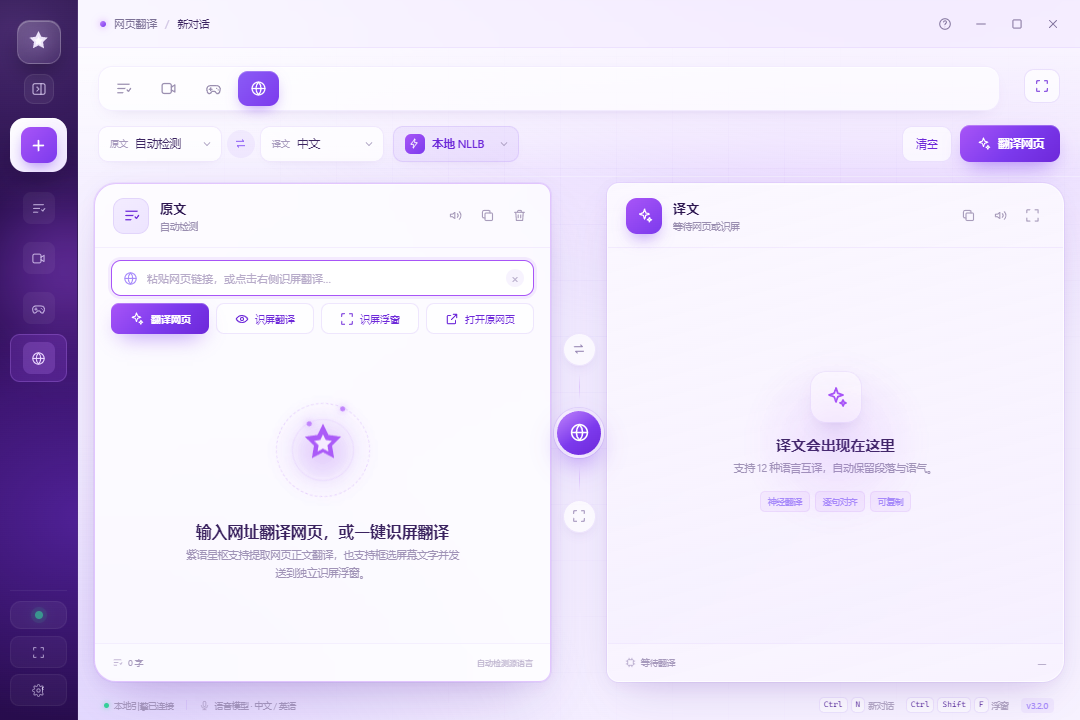 网页翻译 / 新对话
原文 自动检测
译文 中文
本地 NLLB
清空
翻译网页
原文
自动检测
粘贴网页链接，或点击右侧识屏翻译...
翻译网页
识屏翻译
识屏浮窗
打开原网页
输入网址翻译网页，或一键识屏翻译
紫语星枢支持提取网页正文翻译，也支持框选屏幕文字并发
送到独立识屏浮窗。
0 字
自动检测源语言
译文
等待网页或识屏
译文会出现在这里
支持 12 种语言互译，自动保留段落与语气。
神经翻译
逐句对齐
可复制
等待翻译
—
本地引擎已连接
语音模型 中文 / 英语
Ctrl N 新对话
Ctrl Shift F 浮窗
v3.2.0